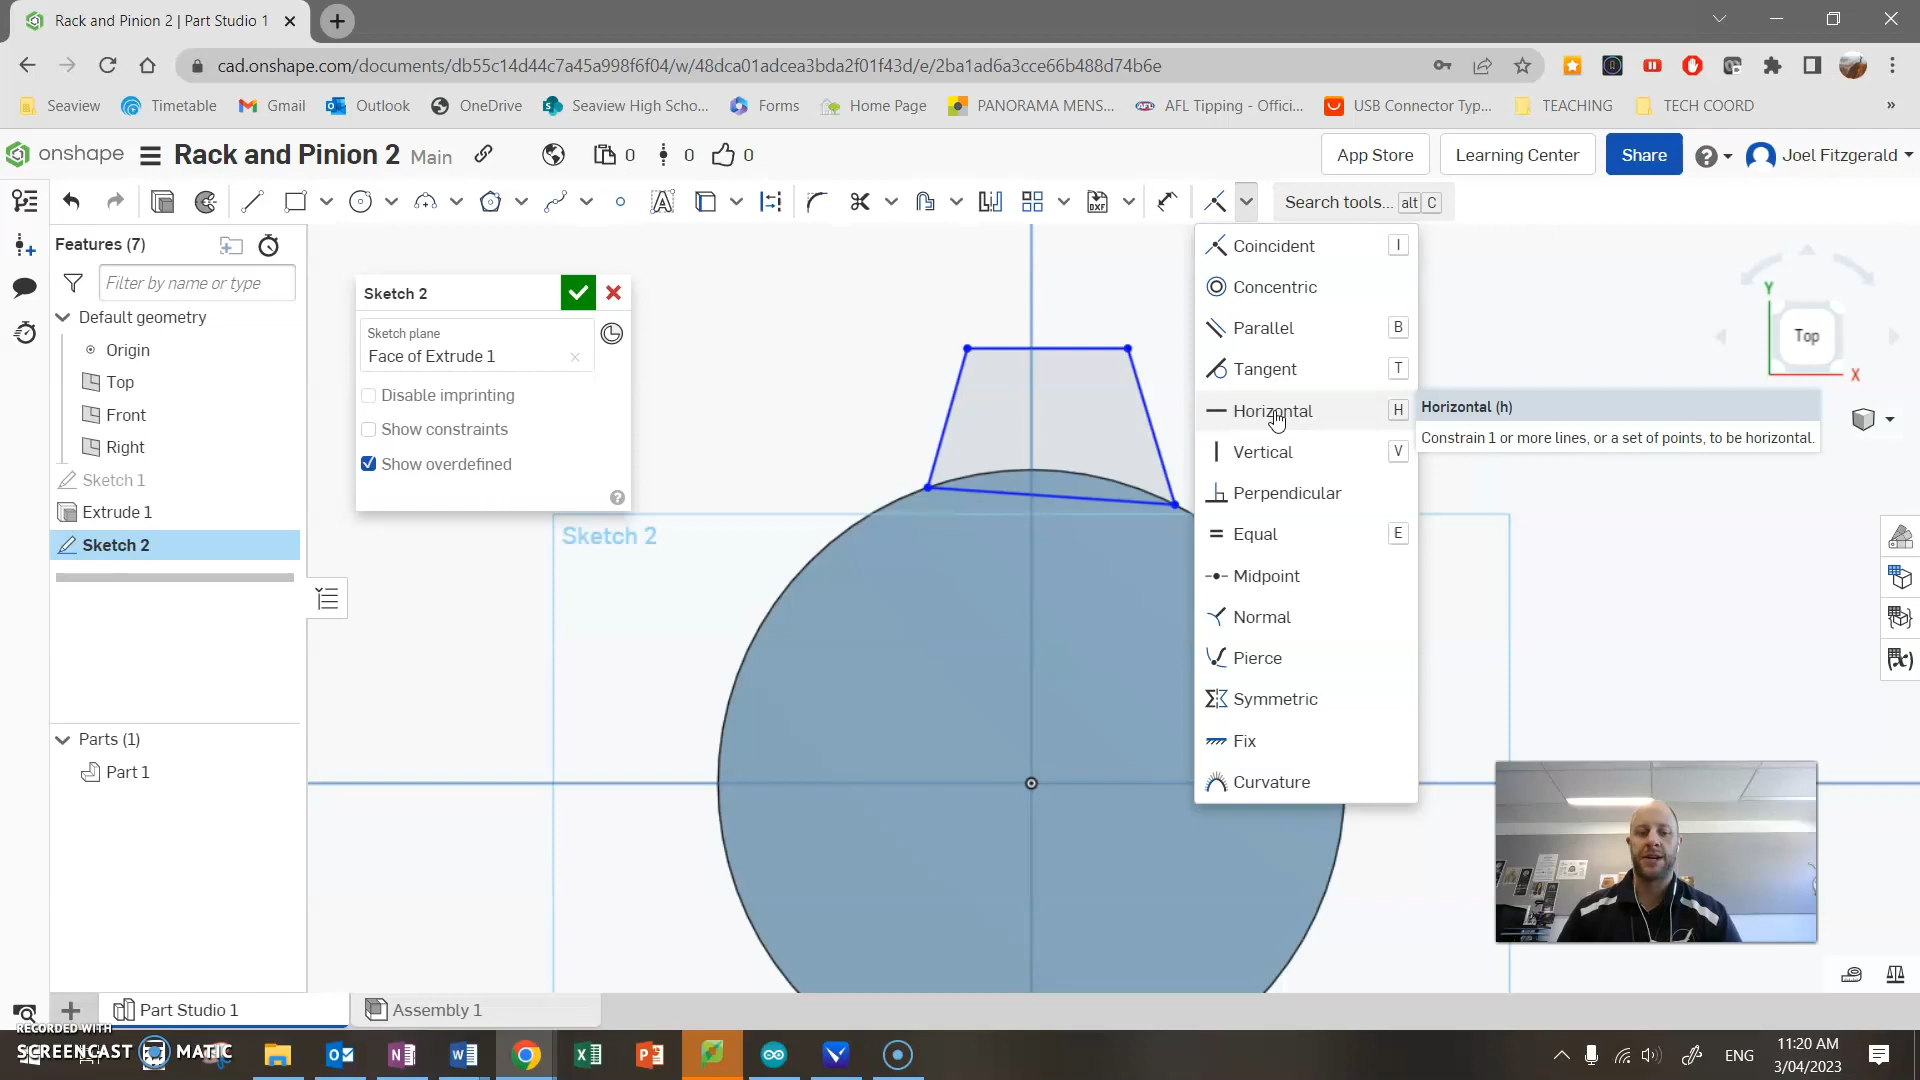 Rack and Pinion 2 | Part Studio 1
cad.onshape.com/documents/db55c14d44c7a45a998f6f04/w/48dca01adcea3bda2f01f43d/e/2ba1ad6a3cce66b488d74b6e
Seaview
Timetable
Gmail
Outlook
OneDrive
Seaview High Scho...
Forms
Home Page
PANORAMA MENS...
AFL Tipping - Offici...
USB Connector Typ...
TEACHING
TECH COORD
»
onshape
Rack and Pinion 2
Main
0
0
0
App Store
Learning Center
Share
Joel Fitzgerald
Search tools... alt C
Features (7)
Filter by name or type
Default geometry
Origin
Top
Front
Right
Sketch 1
Extrude 1
Sketch 2
Parts (1)
Part 1
Sketch 2
Sketch plane
Face of Extrude 1
Disable imprinting
Show constraints
Show overdefined
Sketch 2
Coincident I
Concentric
Parallel B
Tangent T
Horizontal H
Vertical V
Perpendicular
Equal E
Midpoint
Normal
Pierce
Symmetric
Fix
Curvature
Horizontal (h)
Constrain 1 or more lines, or a set of points, to be horizontal.
Y
Top
X
Part Studio 1
Assembly 1
RECORDED WITH
SCREENCAST MATIC
ENG
11:20 AM
3/04/2023